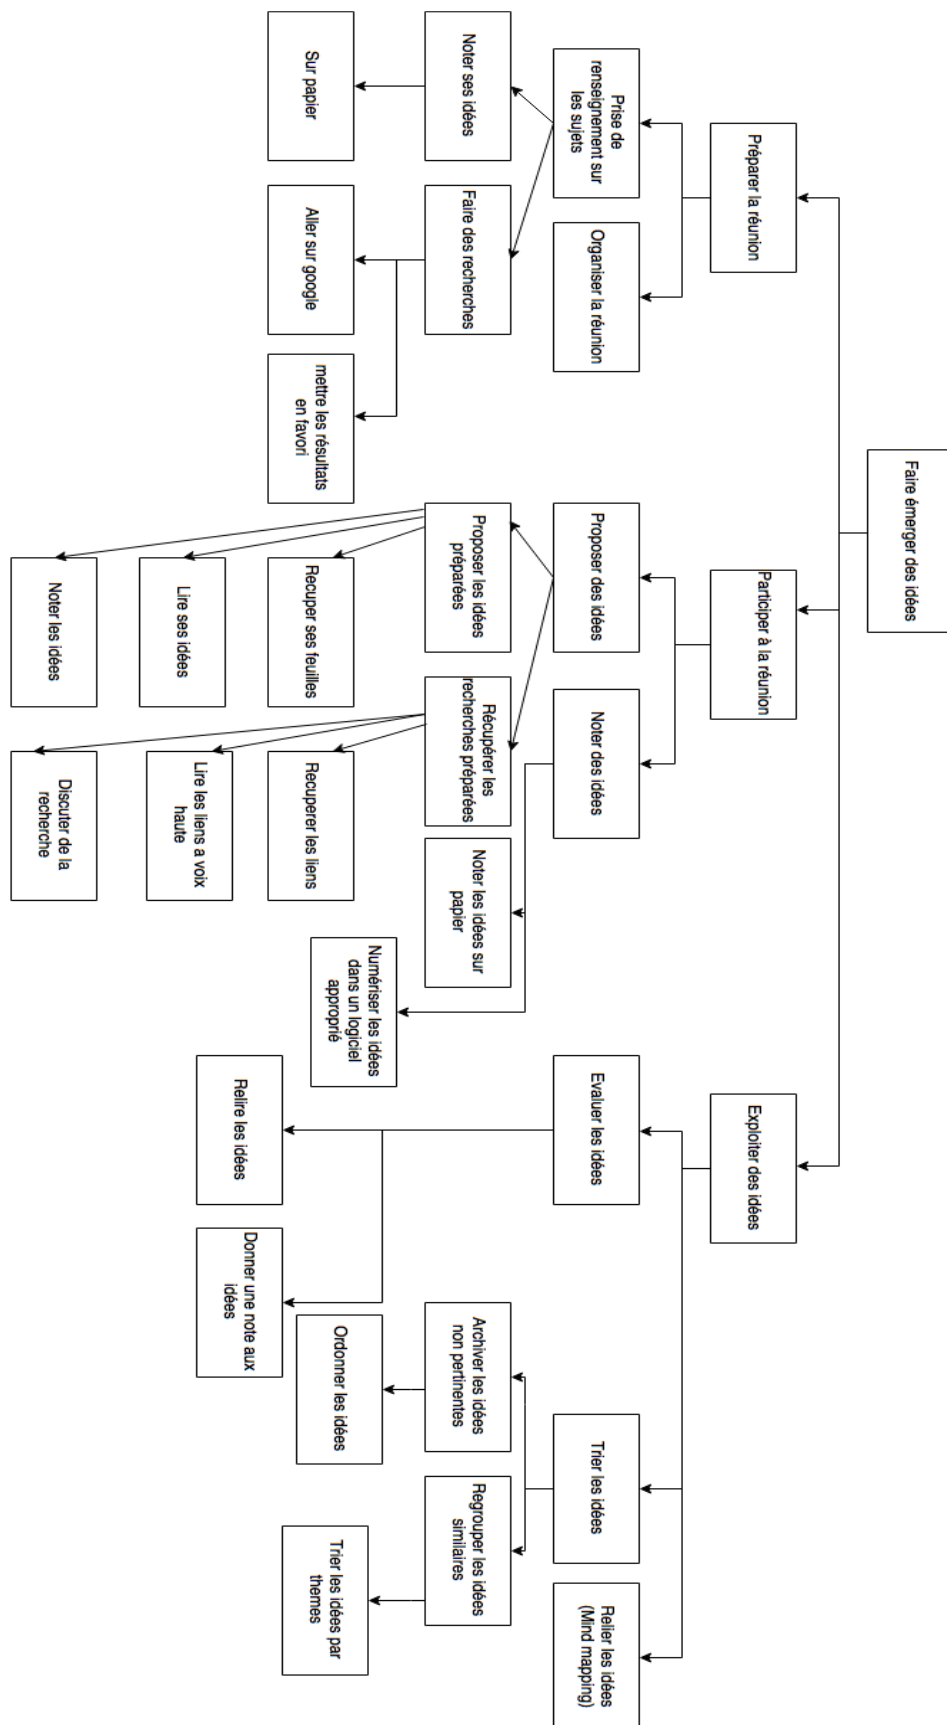 Faire émerger des idées
Préparer la réunion
Participer à la réunion
Exploiter des idées
Prise de
renseignement sur
les sujets
Organiser la réunion
Proposer des idées
Noter des idées
Evaluer les idées
Trier les idées
Relier les idées
(Mind mapping)
Noter ses idées
Faire des recherches
Proposer les idées
préparées
Récupérer les
recherches préparées
Noter les idées sur
papier
Numériser les idées
dans un logiciel
approprié
Archiver les idées
non pertinentes
Regrouper les idées
similaires
Sur papier
Aller sur google
mettre les résultats
en favori
Recuper ses feuilles
Recuperer les liens
Ordonner les idées
Trier les idées par
themes
Lire ses idées
Lire les liens a voix
haute
Relire les idées
Donner une note aux
idées
Noter les idées
Discuter de la
recherche